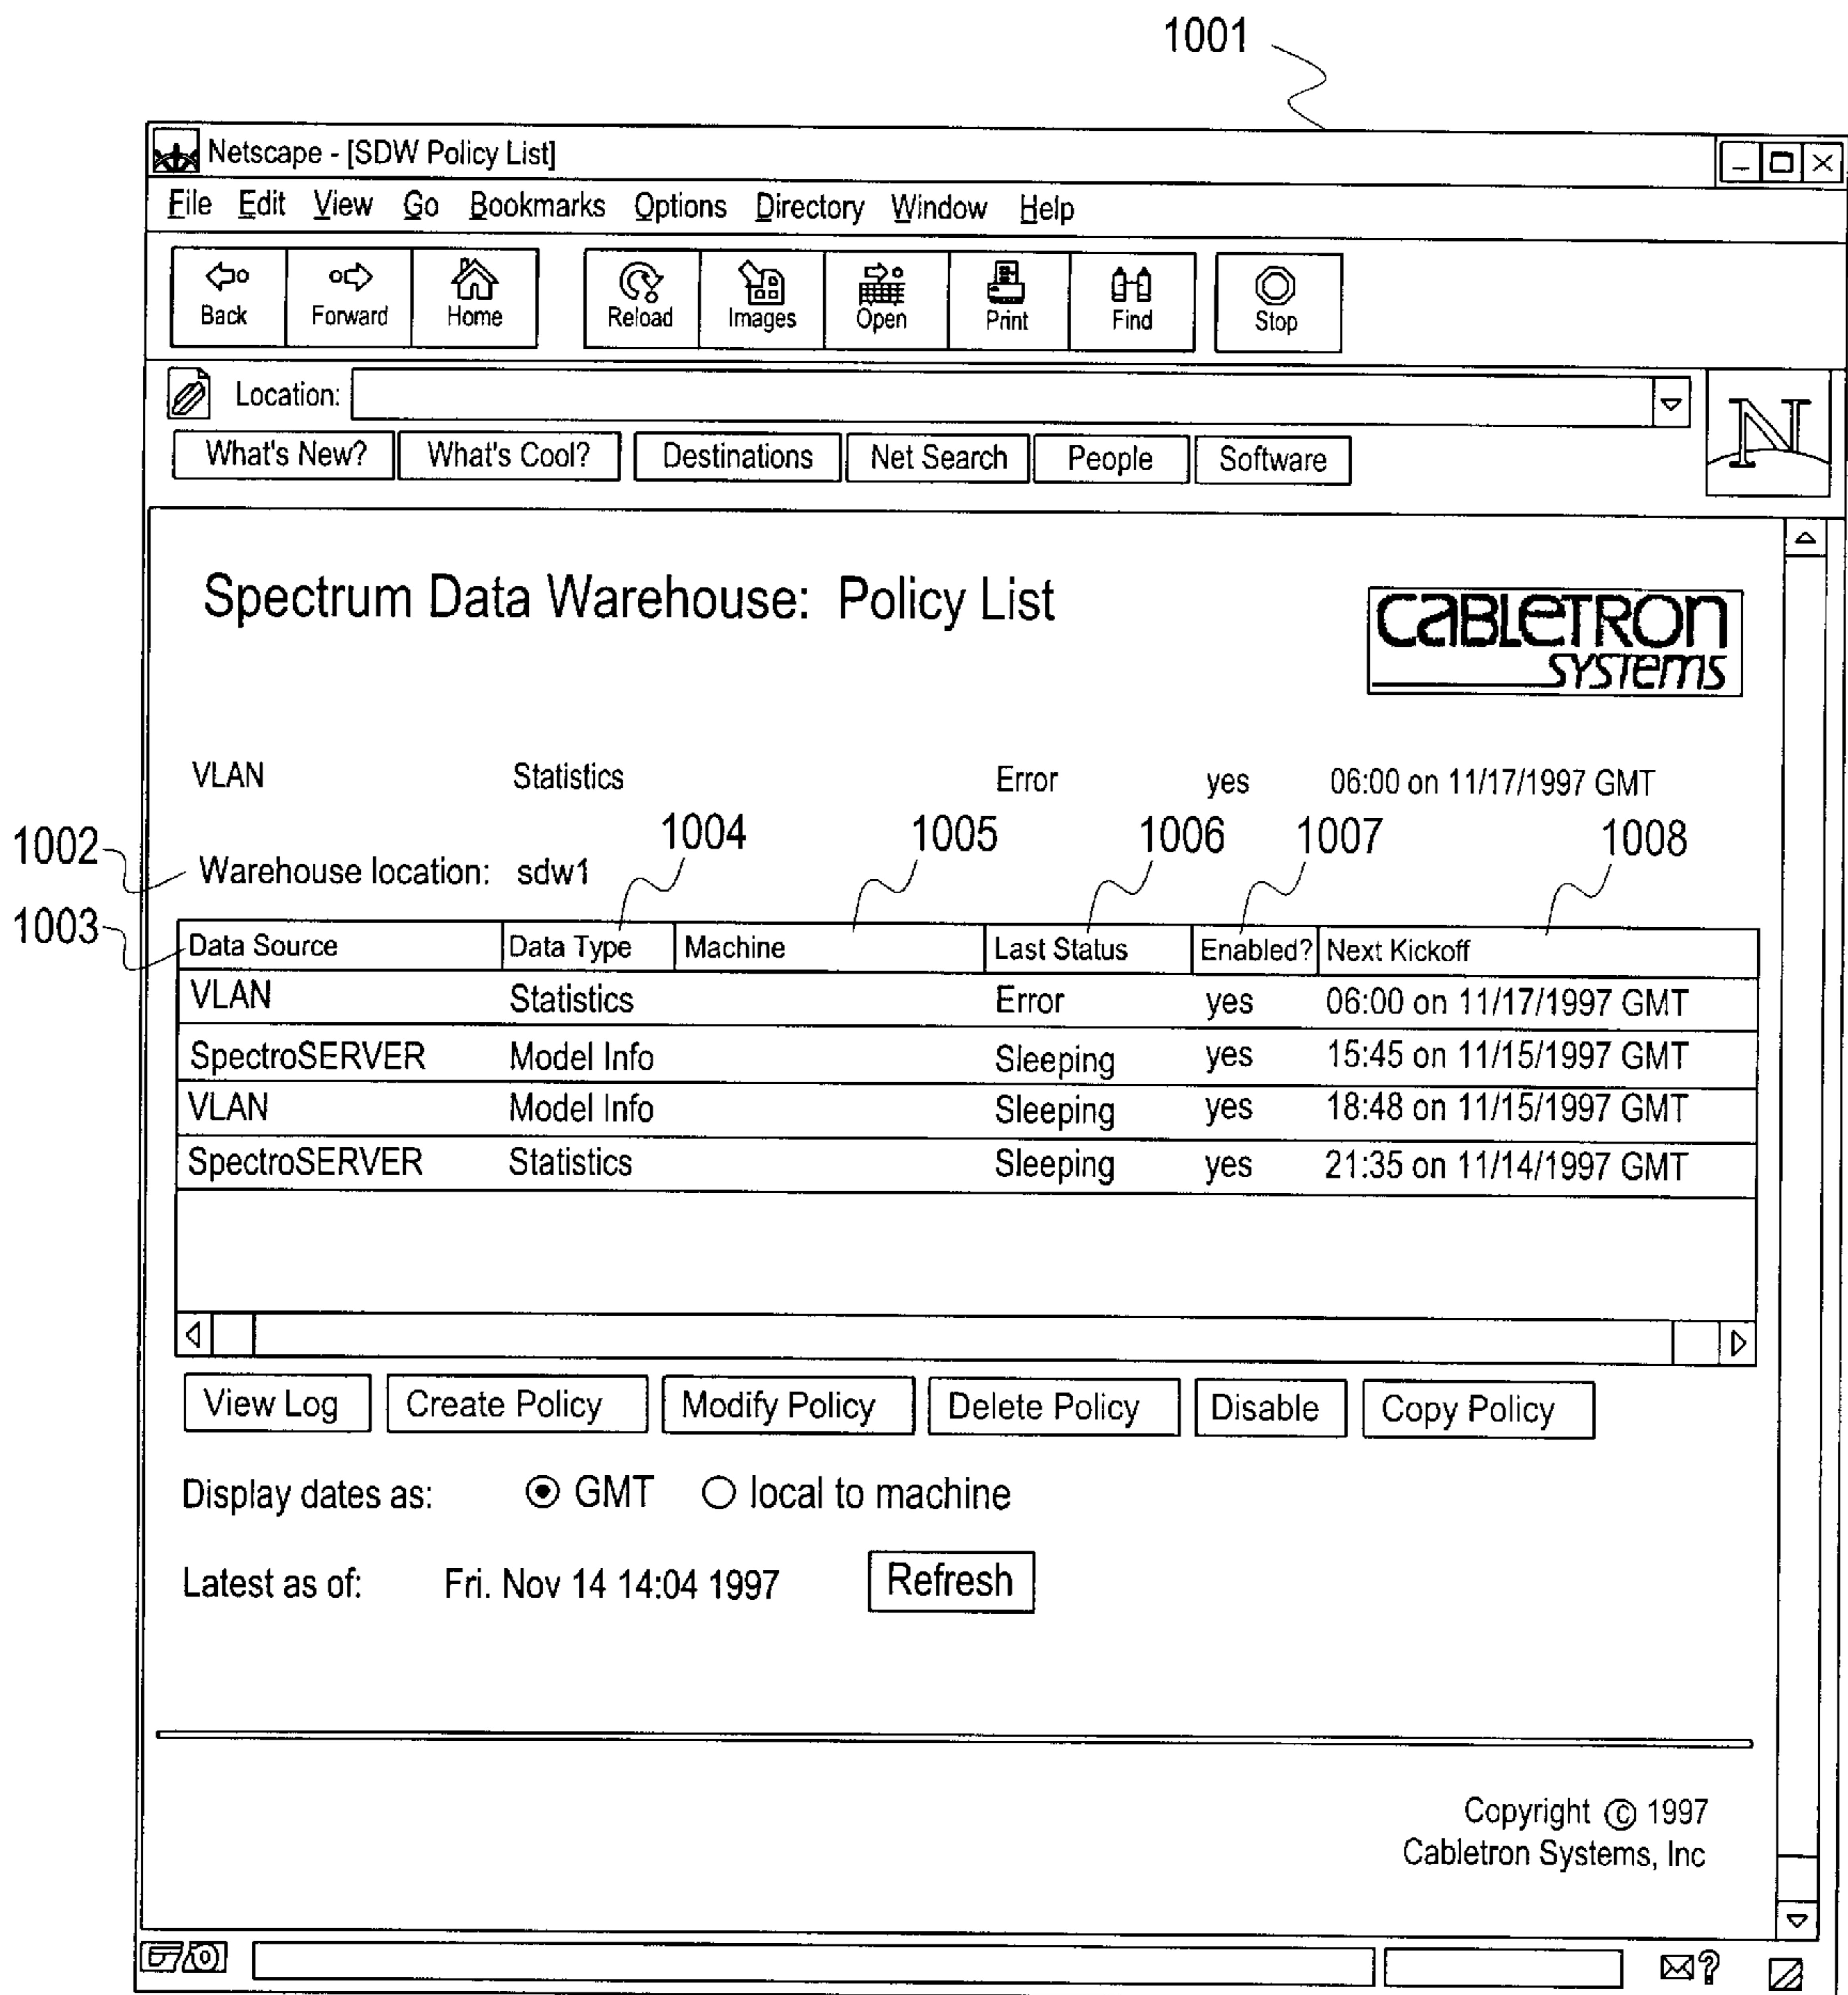 1001
Netscape - [SDW Policy List]
File Edit View Go Bookmarks Options Directory Window Help
Back Forward Home Reload Images Open Print Find Stop
Location:
N
What's New? What's Cool? Destinations Net Search People Software
Spectrum Data Warehouse: Policy List
CABLETRON
SYSTEMS
VLAN Statistics Error yes 06:00 on 11/17/1997 GMT
1002 1004 1005 1006 1007 1008
Warehouse location: sdw1
1003
Data Source Data Type Machine Last Status Enabled? Next Kickoff
VLAN Statistics Error yes 06:00 on 11/17/1997 GMT
SpectroSERVER Model Info Sleeping yes 15:45 on 11/15/1997 GMT
VLAN Model Info Sleeping yes 18:48 on 11/15/1997 GMT
SpectroSERVER Statistics Sleeping yes 21:35 on 11/14/1997 GMT
View Log Create Policy Modify Policy Delete Policy Disable Copy Policy
Display dates as: GMT local to machine
Latest as of: Fri. Nov 14 14:04 1997 Refresh
Copyright © 1997
Cabletron Systems, Inc
?